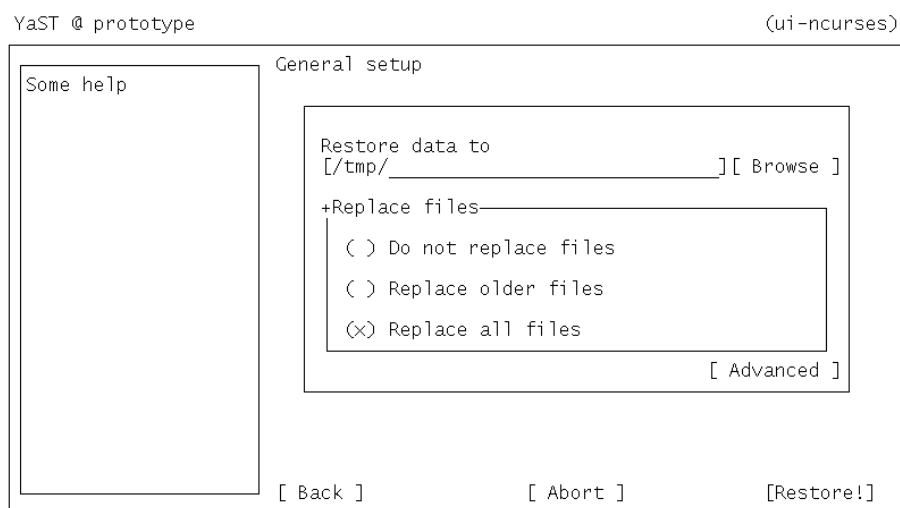 YaST @ prototype (ui-ncurses)
Some help
General setup
Restore data to
[/tmp/_______________________________][ Browse ]
+Replace files
( ) Do not replace files
( ) Replace older files
(x) Replace all files
[ Advanced ]
[ Back ] [ Abort ] [Restore!]